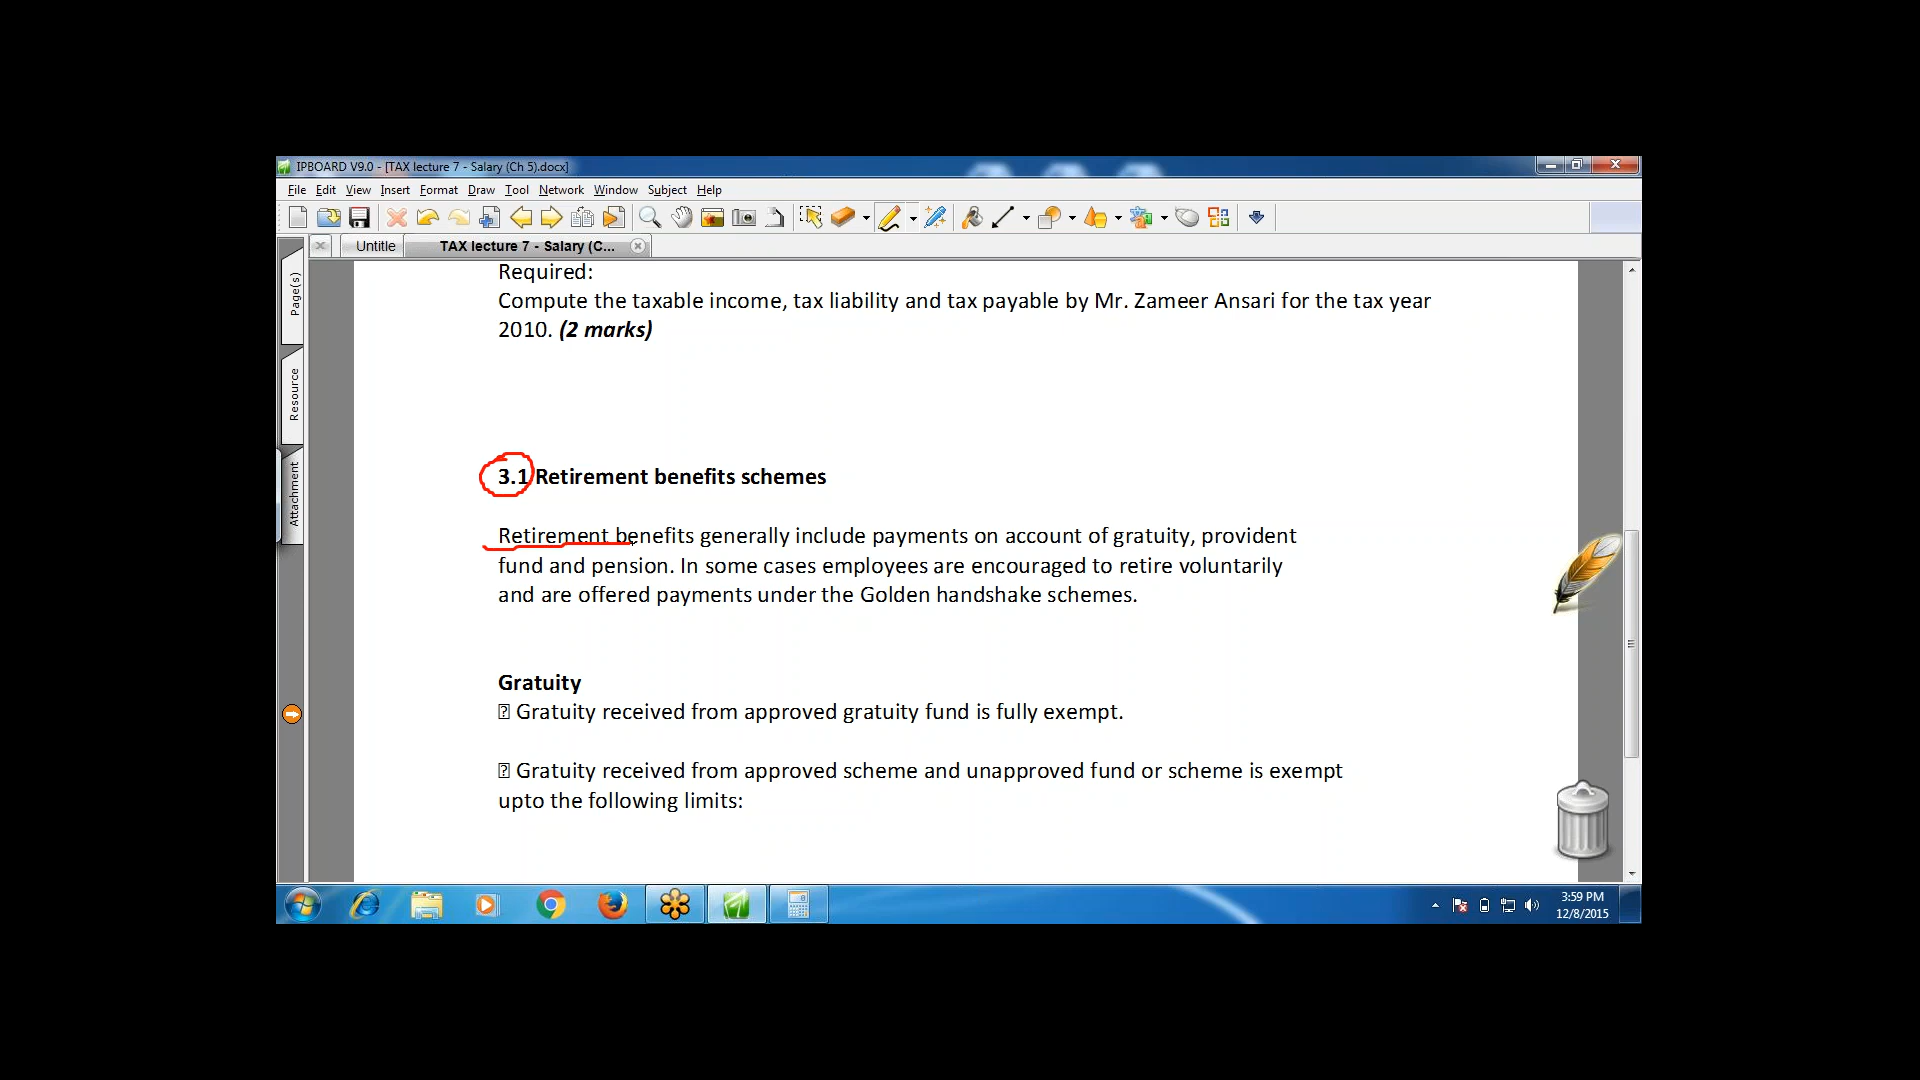 IPBOARD V9.0 - [TAX lecture 7 - Salary (Ch 5).docx]
File Edit View Insert Format Draw Tool Network Window Subject Help
Untitle TAX lecture 7 - Salary (C...
Page(s)
Resource
Attachment
Required:
Compute the taxable income, tax liability and tax payable by Mr. Zameer Ansari for the tax year
2010. (2 marks)
3.1 Retirement benefits schemes
Retirement benefits generally include payments on account of gratuity, provident
fund and pension. In some cases employees are encouraged to retire voluntarily
and are offered payments under the Golden handshake schemes.
Gratuity
Gratuity received from approved gratuity fund is fully exempt.
Gratuity received from approved scheme and unapproved fund or scheme is exempt
upto the following limits:
3:59 PM
12/8/2015